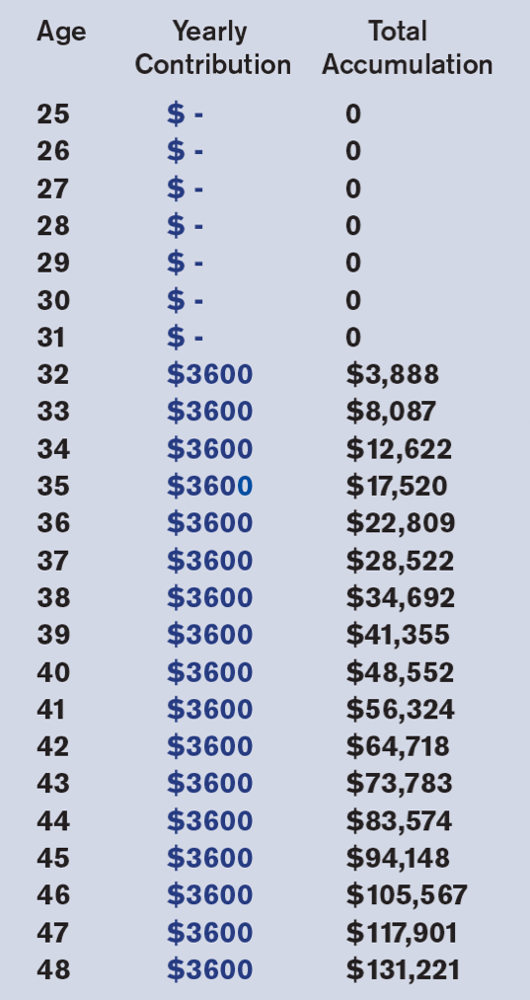 Age Yearly Contribution Total Accumulation
25 $ - 0
26 $ - 0
27 $ - 0
28 $ - 0
29 $ - 0
30 $ - 0
31 $ - 0
32 $3600 $3,888
33 $3600 $8,087
34 $3600 $12,622
35 $3600 $17,520
36 $3600 $22,809
37 $3600 $28,522
38 $3600 $34,692
39 $3600 $41,355
40 $3600 $48,552
41 $3600 $56,324
42 $3600 $64,718
43 $3600 $73,783
44 $3600 $83,574
45 $3600 $94,148
46 $3600 $105,567
47 $3600 $117,901
48 $3600 $131,221